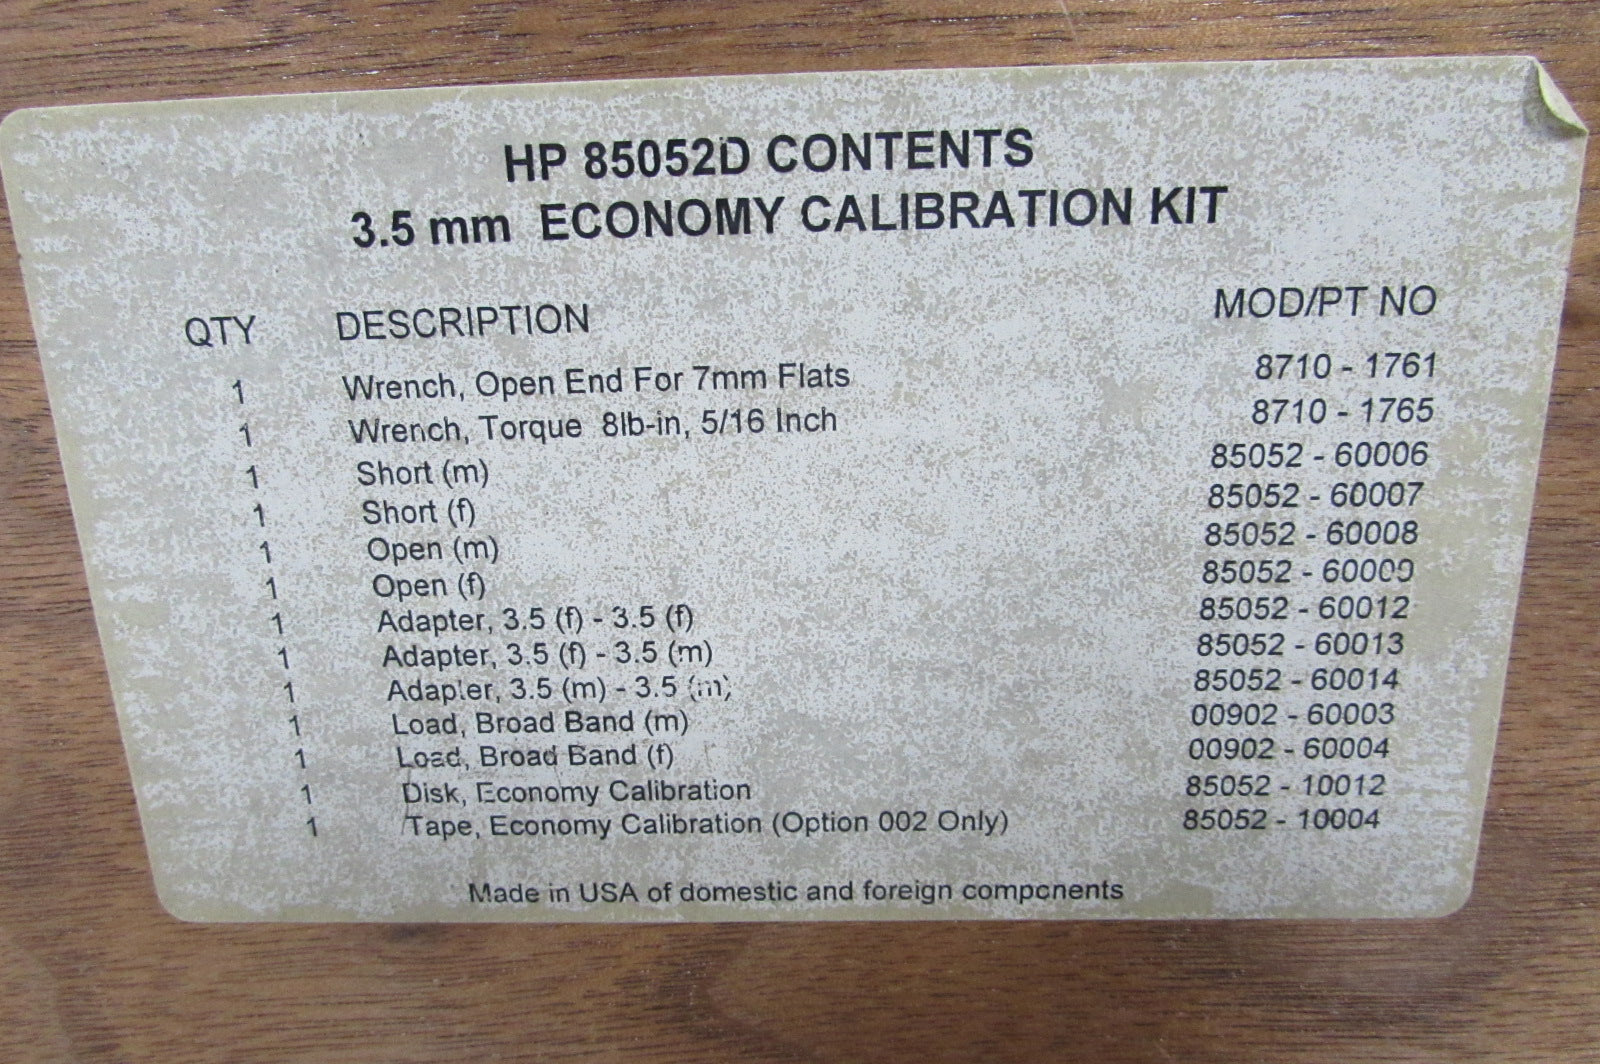 HP 85052D CONTENTS
3.5 mm ECONOMY CALIBRATION KIT
QTY DESCRIPTION MOD/PT NO
1 Wrench, Open End For 7mm Flats 8710 - 1761
1 Wrench, Torque 8lb-in, 5/16 Inch 8710 - 1765
1 Short (m) 85052 - 60006
1 Short (f) 85052 - 60007
1 Open (m) 85052 - 60008
1 Open (f) 85052 - 60009
1 Adapter, 3.5 (f) - 3.5 (f) 85052 - 60012
1 Adapter, 3.5 (f) - 3.5 (m) 85052 - 60013
1 Adapter, 3.5 (m) - 3.5 (m) 85052 - 60014
1 Load, Broad Band (m) 00902 - 60003
1 Load, Broad Band (f) 00902 - 60004
1 Disk, Economy Calibration 85052 - 10012
1 Tape, Economy Calibration (Option 002 Only) 85052 - 10004
Made in USA of domestic and foreign components